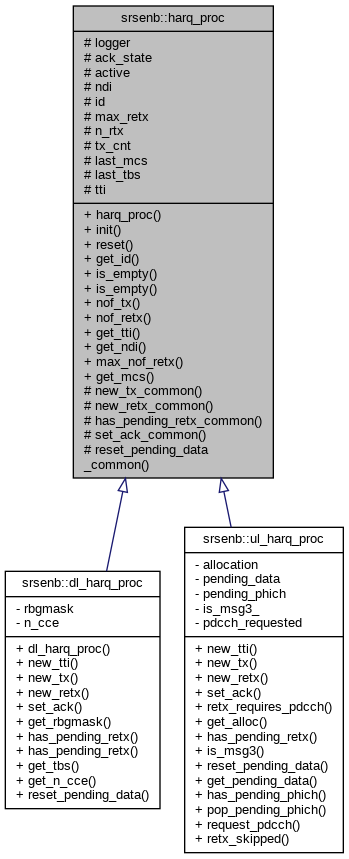 srsenb::harq_proc
# logger
# ack_state
# active
# ndi
# id
# max_retx
# n_rtx
# tx_cnt
# last_mcs
# last_tbs
# tti
+ harq_proc()
+ init()
+ reset()
+ get_id()
+ is_empty()
+ is_empty()
+ nof_tx()
+ nof_retx()
+ get_tti()
+ get_ndi()
+ max_nof_retx()
+ get_mcs()
# new_tx_common()
# new_retx_common()
# has_pending_retx_common()
# set_ack_common()
# reset_pending_data
_common()
srsenb::dl_harq_proc
- rbgmask
- n_cce
+ dl_harq_proc()
+ new_tti()
+ new_tx()
+ new_retx()
+ set_ack()
+ get_rbgmask()
+ has_pending_retx()
+ has_pending_retx()
+ get_tbs()
+ get_n_cce()
+ reset_pending_data()
srsenb::ul_harq_proc
- allocation
- pending_data
- pending_phich
- is_msg3_
- pdcch_requested
+ new_tti()
+ new_tx()
+ new_retx()
+ set_ack()
+ retx_requires_pdcch()
+ get_alloc()
+ has_pending_retx()
+ is_msg3()
+ reset_pending_data()
+ get_pending_data()
+ has_pending_phich()
+ pop_pending_phich()
+ request_pdcch()
+ retx_skipped()